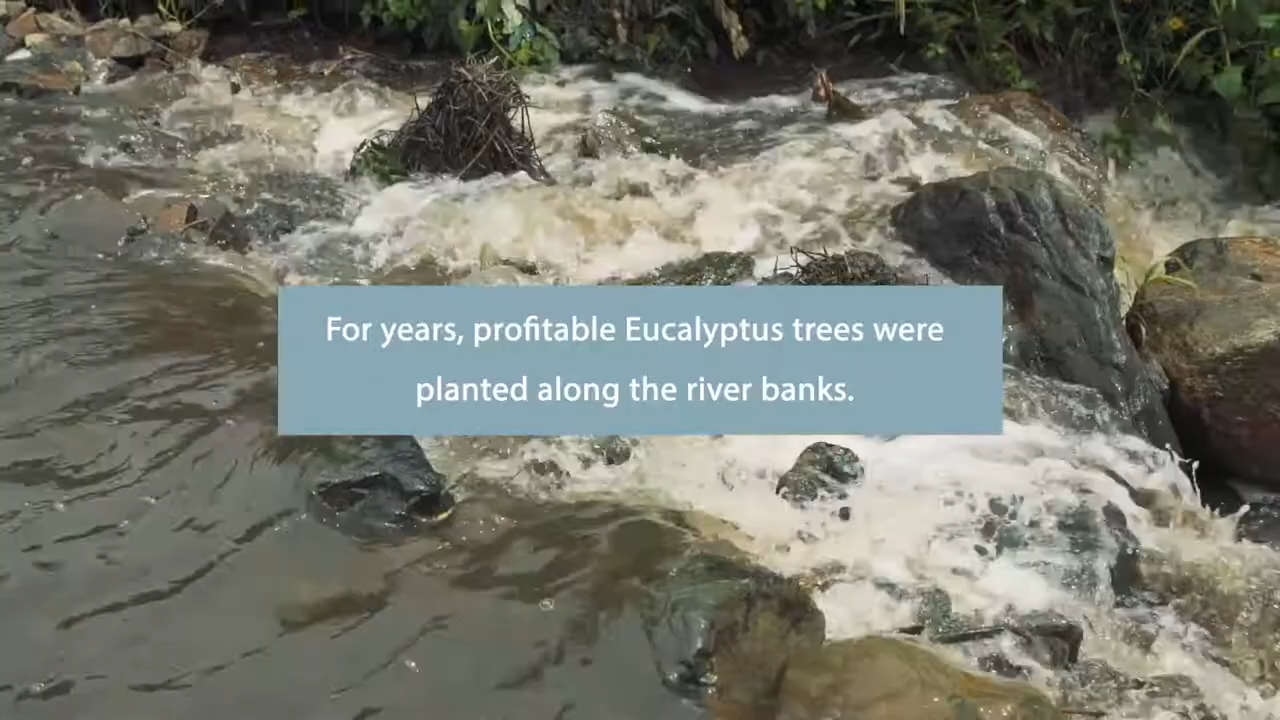 For years, profitable Eucalyptus trees were
planted along the river banks.